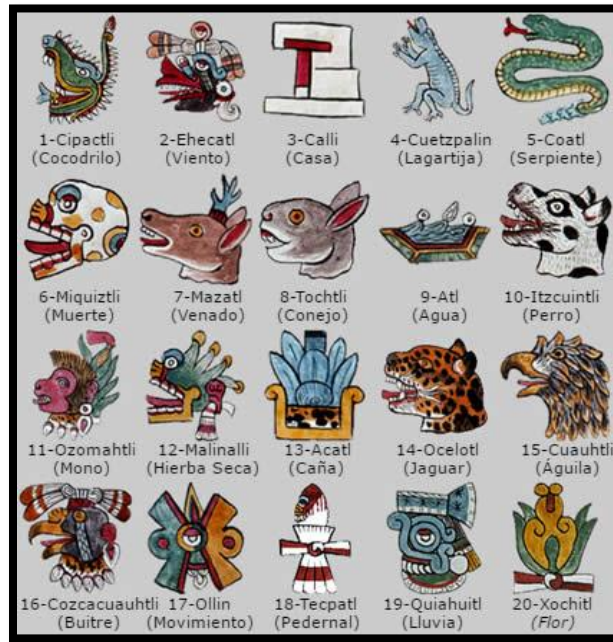 1-Cipactli 2-Ehecatl 3-Calli 4-Cuetzpalin 5-Coatl
(Cocodrilo) (Viento) (Casa) (Lagartija) (Serpiente)
6-Miquiztli 7-Mazatl 8-Tochtli 9-Atl 10-Itzcuintli
(Muerte) (Venado) (Conejo) (Agua) (Perro)
11-Ozomahtli 12-Malinalli 13-Acatl 14-Ocelotl 15-Cuauhtli
(Mono) (Hierba Seca) (Caña) (Jaguar) (Águila)
16-Cozcacuauhtli 17-Ollin 18-Tecpatl 19-Quiahuitl 20-Xochitl
(Buitre) (Movimiento) (Pedernal) (Lluvia) (Flor)